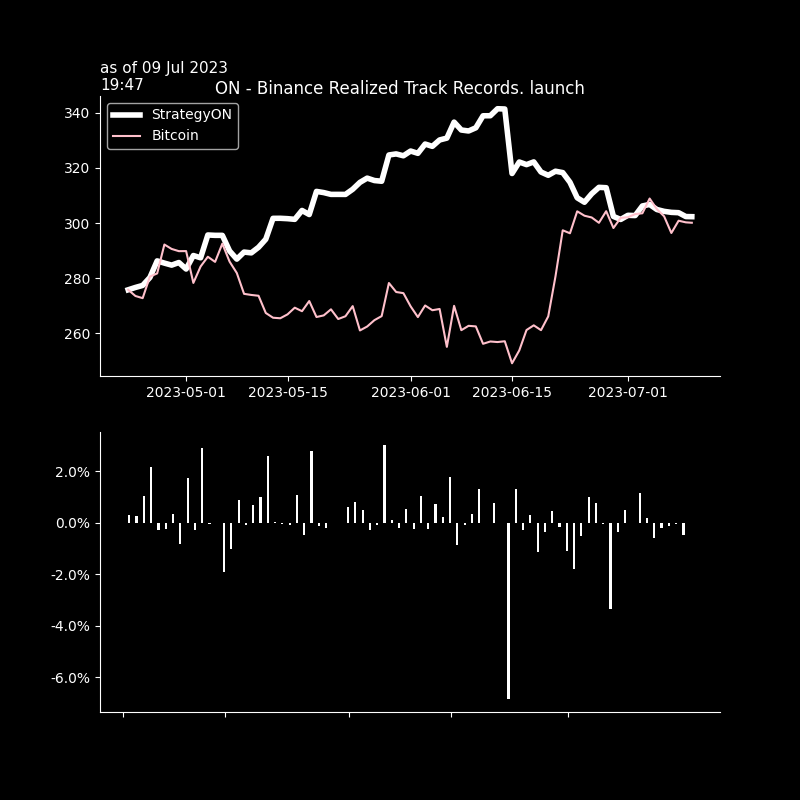 as of 09 Jul 2023
19:47
ON - Binance Realized Track Records. launch
StrategyON
Bitcoin
340
320
300
280
260
2023-05-01 2023-05-15 2023-06-01 2023-06-15 2023-07-01
2.0%
0.0%
-2.0%
-4.0%
-6.0%